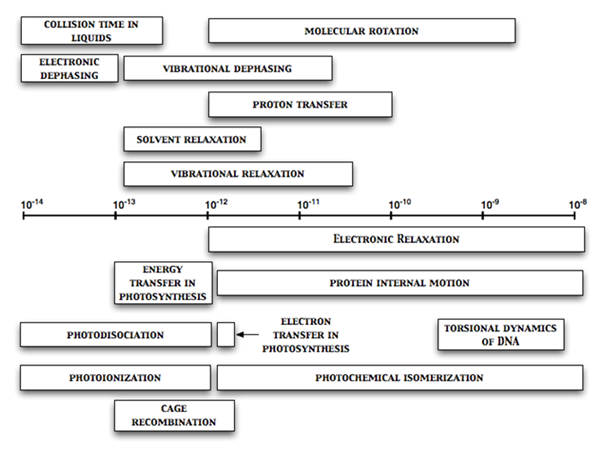 COLLISION TIME IN
LIQUIDS
MOLECULAR ROTATION
ELECTRONIC
DEPHASING
VIBRATIONAL DEPHASING
PROTON TRANSFER
SOLVENT RELAXATION
VIBRATIONAL RELAXATION
10-14 10-13 10-12 10-11 10-10 10-9 10-8
ELECTRONIC RELAXATION
ENERGY
TRANSFER IN
PHOTOSYNTHESIS
PROTEIN INTERNAL MOTION
PHOTODISOCIATION
ELECTRON
TRANSFER IN
PHOTOSYNTHESIS
TORSIONAL DYNAMICS
OF DNA
PHOTOIONIZATION
PHOTOCHEMICAL ISOMERIZATION
CAGE
RECOMBINATION